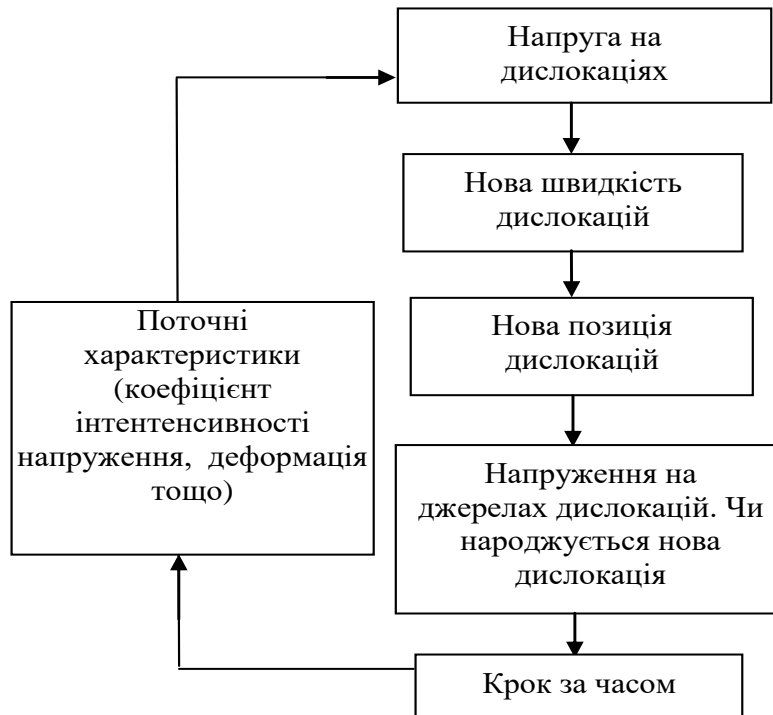 Напруга на
дислокаціях
Нова швидкість
дислокацій
Нова позиція
дислокацій
Напруження на
джерелах дислокацій. Чи
народжується нова
дислокація
Крок за часом
Поточні
характеристики
(коефіцієнт
інтентенсивності
напруження, деформація
тощо)